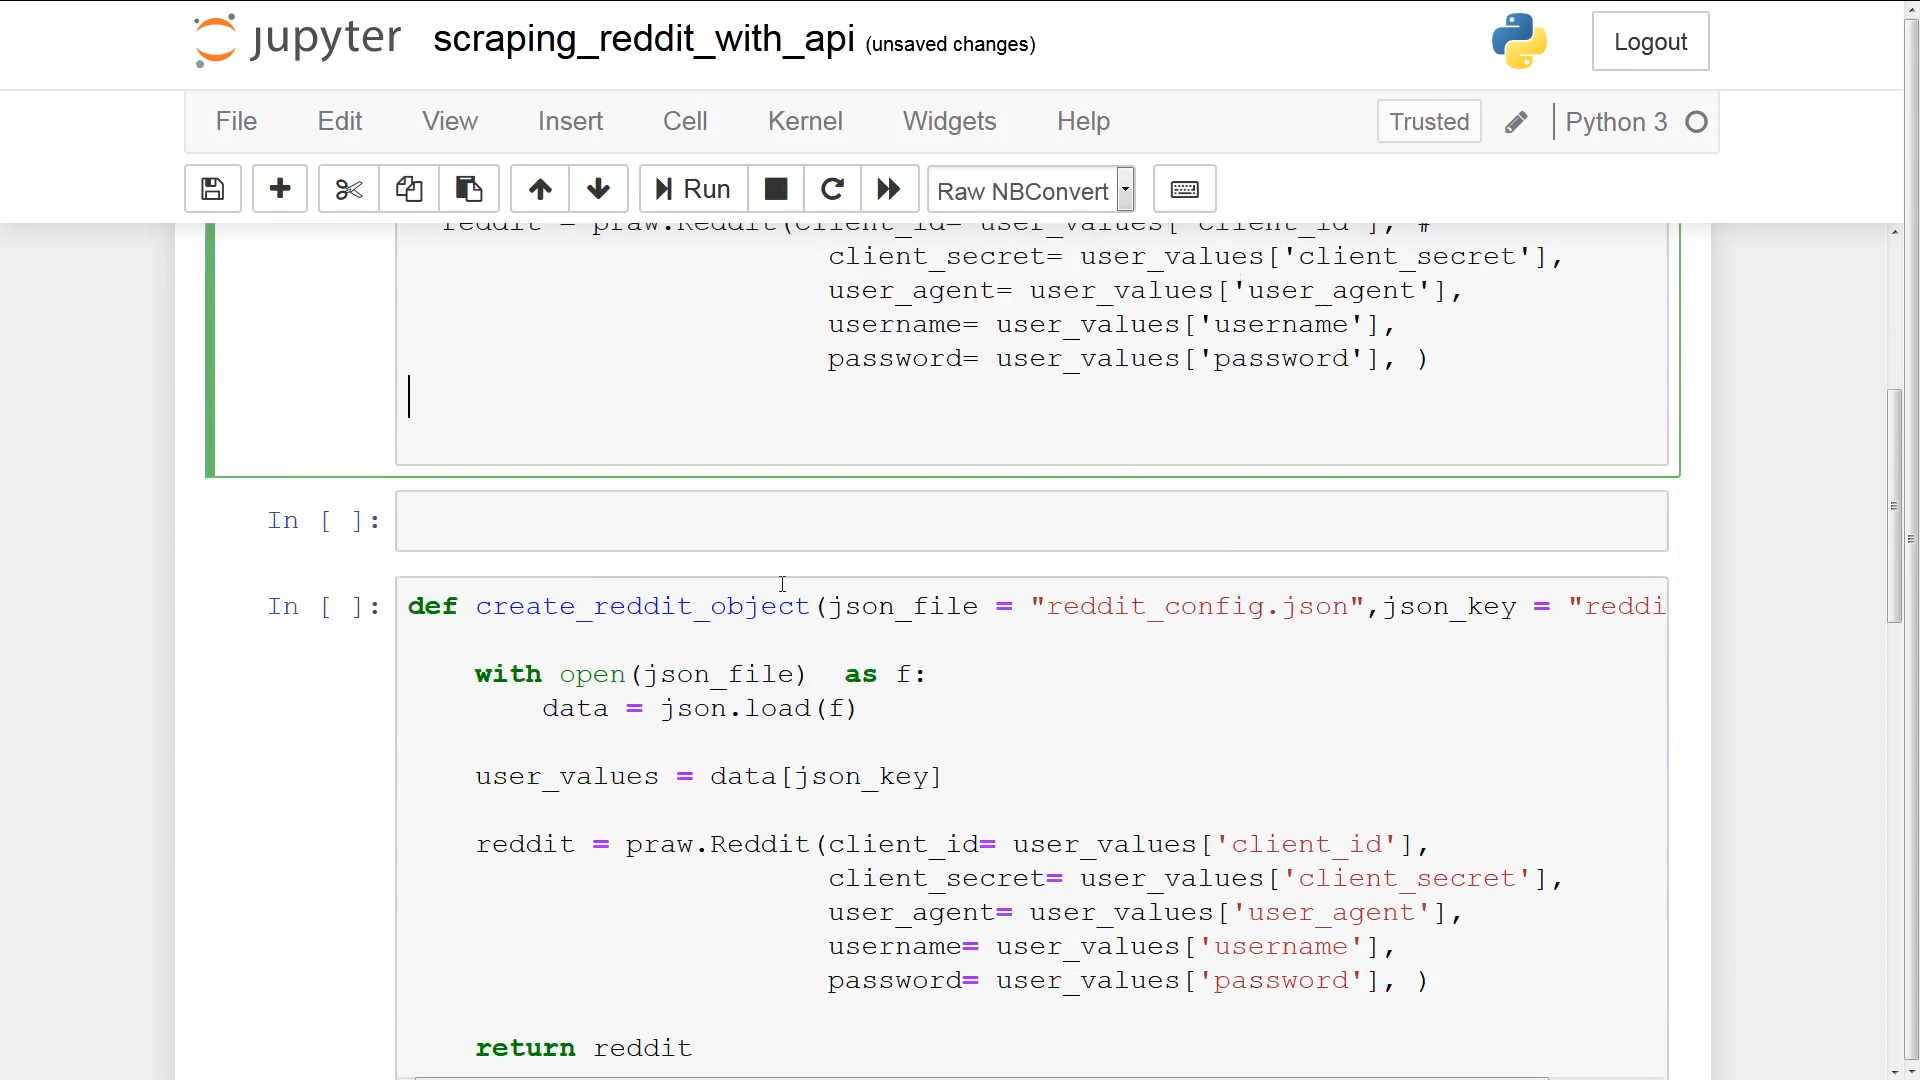 jupyter scraping_reddit_with_api (unsaved changes) Logout
File Edit View Insert Cell Kernel Widgets Help Trusted Python 3
Run Raw NBConvert
reddit = praw.Reddit(client_id= user_values['client_id'], #
client_secret= user_values['client_secret'],
user_agent= user_values['user_agent'],
username= user_values['username'],
password= user_values['password'], )
In [ ]:
In [ ]: def create_reddit_object(json_file = "reddit_config.json",json_key = "reddi
with open(json_file)  as f:
data = json.load(f)
user_values = data[json_key]
reddit = praw.Reddit(client_id= user_values['client_id'],
client_secret= user_values['client_secret'],
user_agent= user_values['user_agent'],
username= user_values['username'],
password= user_values['password'], )
return reddit